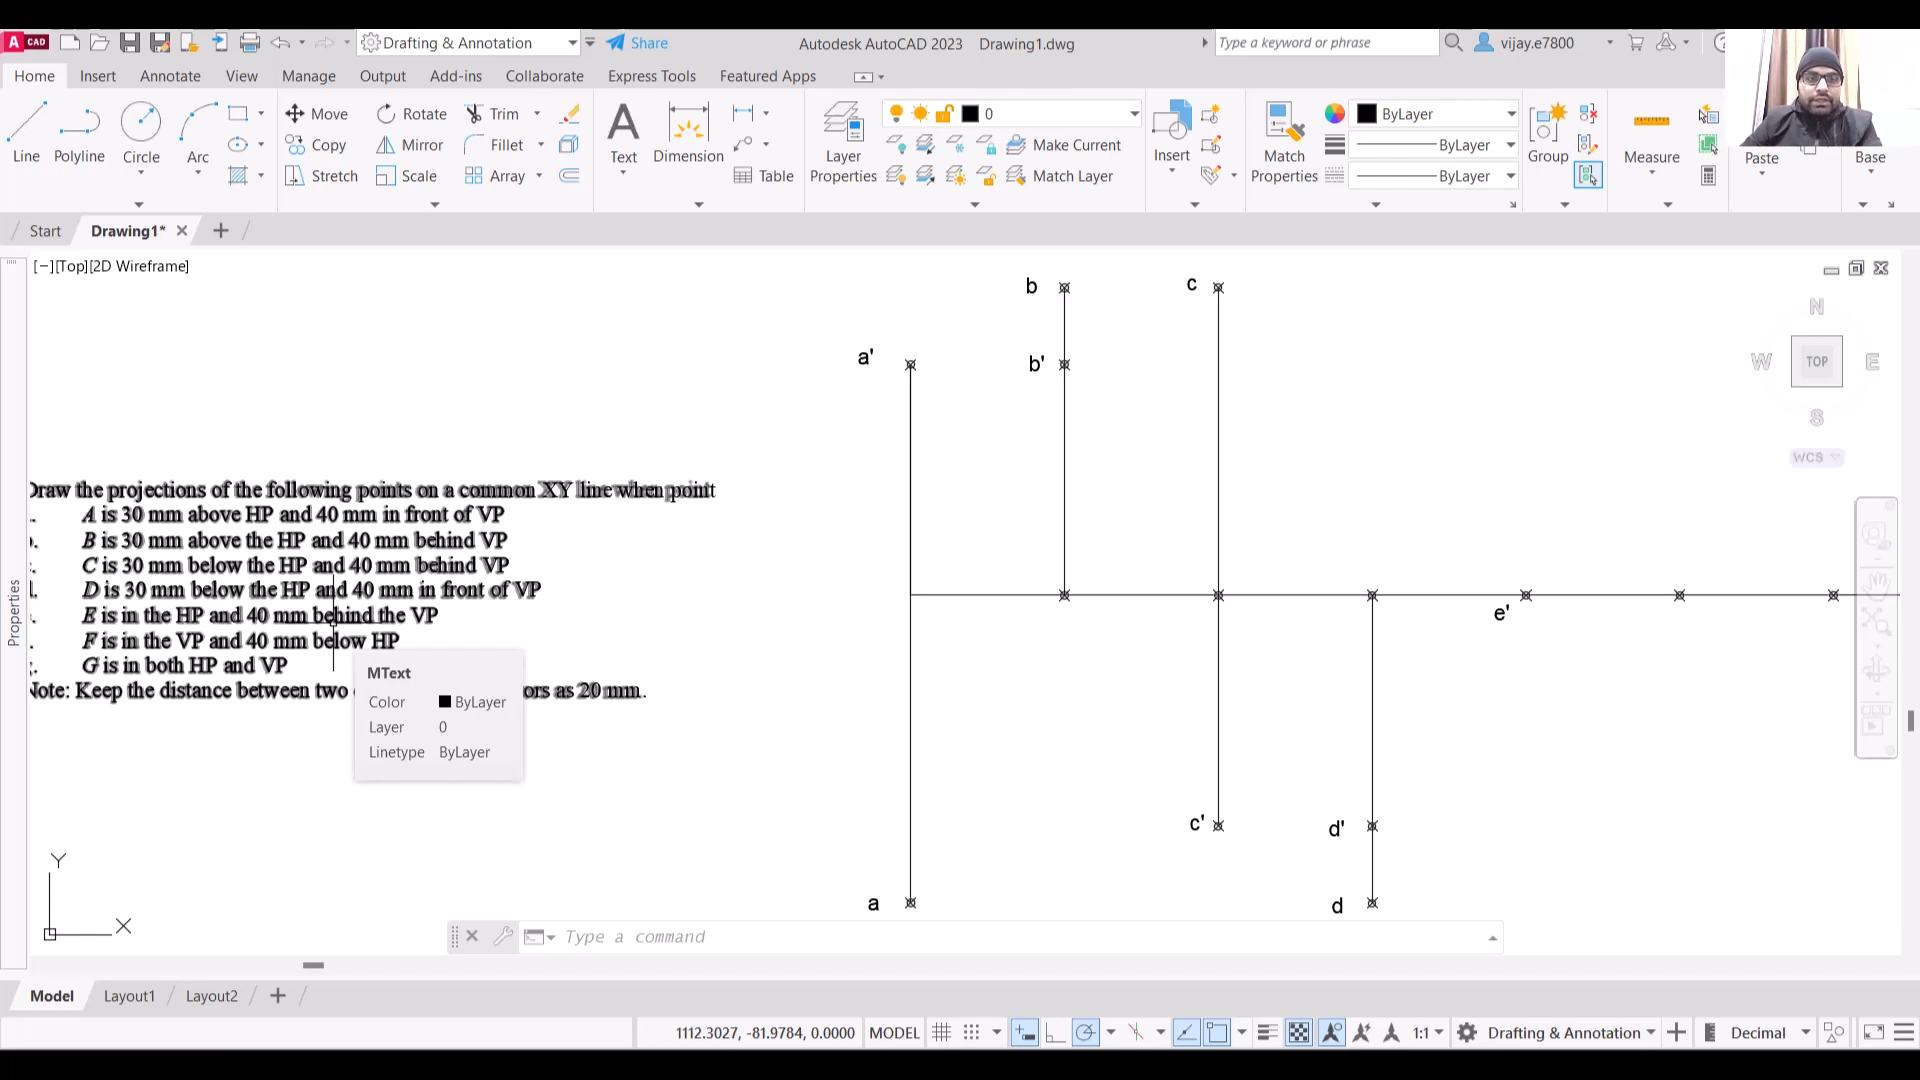 A CAD Drafting & Annotation Share Autodesk AutoCAD 2023 Drawing1.dwg Type a keyword or phrase vijay.e7800
Home Insert Annotate View Manage Output Add-ins Collaborate Express Tools Featured Apps
Move Rotate Trim 0 ByLayer
Copy Mirror Fillet Make Current ByLayer
Line Polyline Circle Arc Text Dimension Layer Insert Match Group Measure Paste Base
Stretch Scale Array Table Properties Match Layer Properties ByLayer
Start Drawing1* +
[−][Top][2D Wireframe]
b c
N
a' b'
W TOP E
S
WCS
Draw the projections of the following points on a common XY line when point
A is 30 mm above HP and 40 mm in front of VP
B is 30 mm above the HP and 40 mm behind VP
C is 30 mm below the HP and 40 mm behind VP
D is 30 mm below the HP and 40 mm in front of VP
E is in the HP and 40 mm behind the VP
F is in the VP and 40 mm below HP
G is in both HP and VP
Note: Keep the distance between two ors as 20 mm.
e'
Properties
MText
Color ByLayer
Layer 0
Linetype ByLayer
c' d'
a d
Y
X
Type a command
Model Layout1 Layout2 +
1112.3027, -81.9784, 0.0000 MODEL 1:1 Drafting & Annotation Decimal